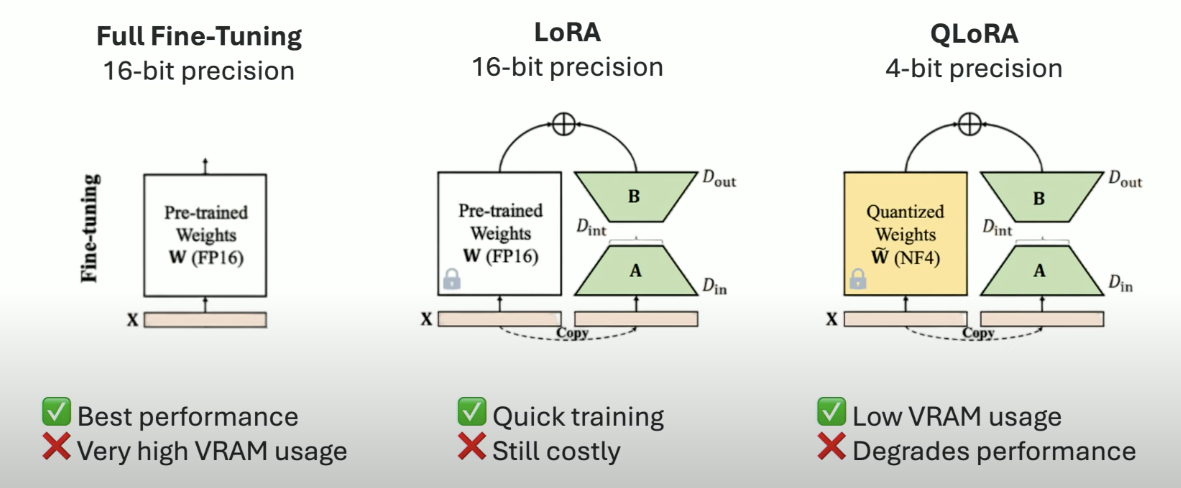 Full Fine-Tuning
16-bit precision
Fine-tuning
Pre-trained
Weights
W (FP16)
X
✅ Best performance
❌ Very high VRAM usage
LoRA
16-bit precision
Pre-trained
Weights
W (FP16)
B
A
D_out
D_int
D_in
X
Copy
✅ Quick training
❌ Still costly
QLoRA
4-bit precision
Quantized
Weights
W̃ (NF4)
B
A
D_out
D_int
D_in
X
Copy
✅ Low VRAM usage
❌ Degrades performance